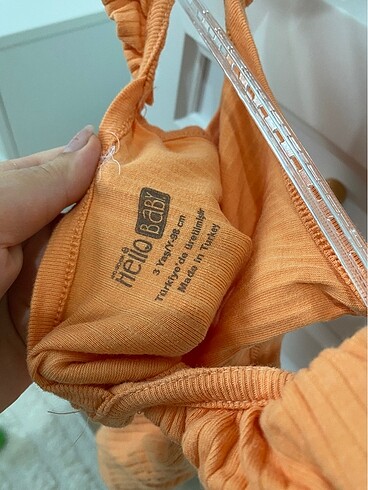 hello BABY
3 Yaş/Y-98 cm
Türkiye'de üretilmiştir
Made in Turkey